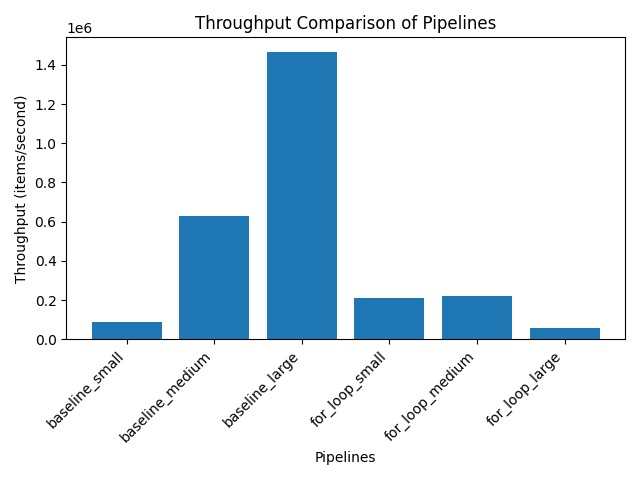 Throughput Comparison of Pipelines
1e6
Throughput (items/second)
1.4
1.2
1.0
0.8
0.6
0.4
0.2
0.0
baseline_small
baseline_medium
baseline_large
for_loop_small
for_loop_medium
for_loop_large
Pipelines